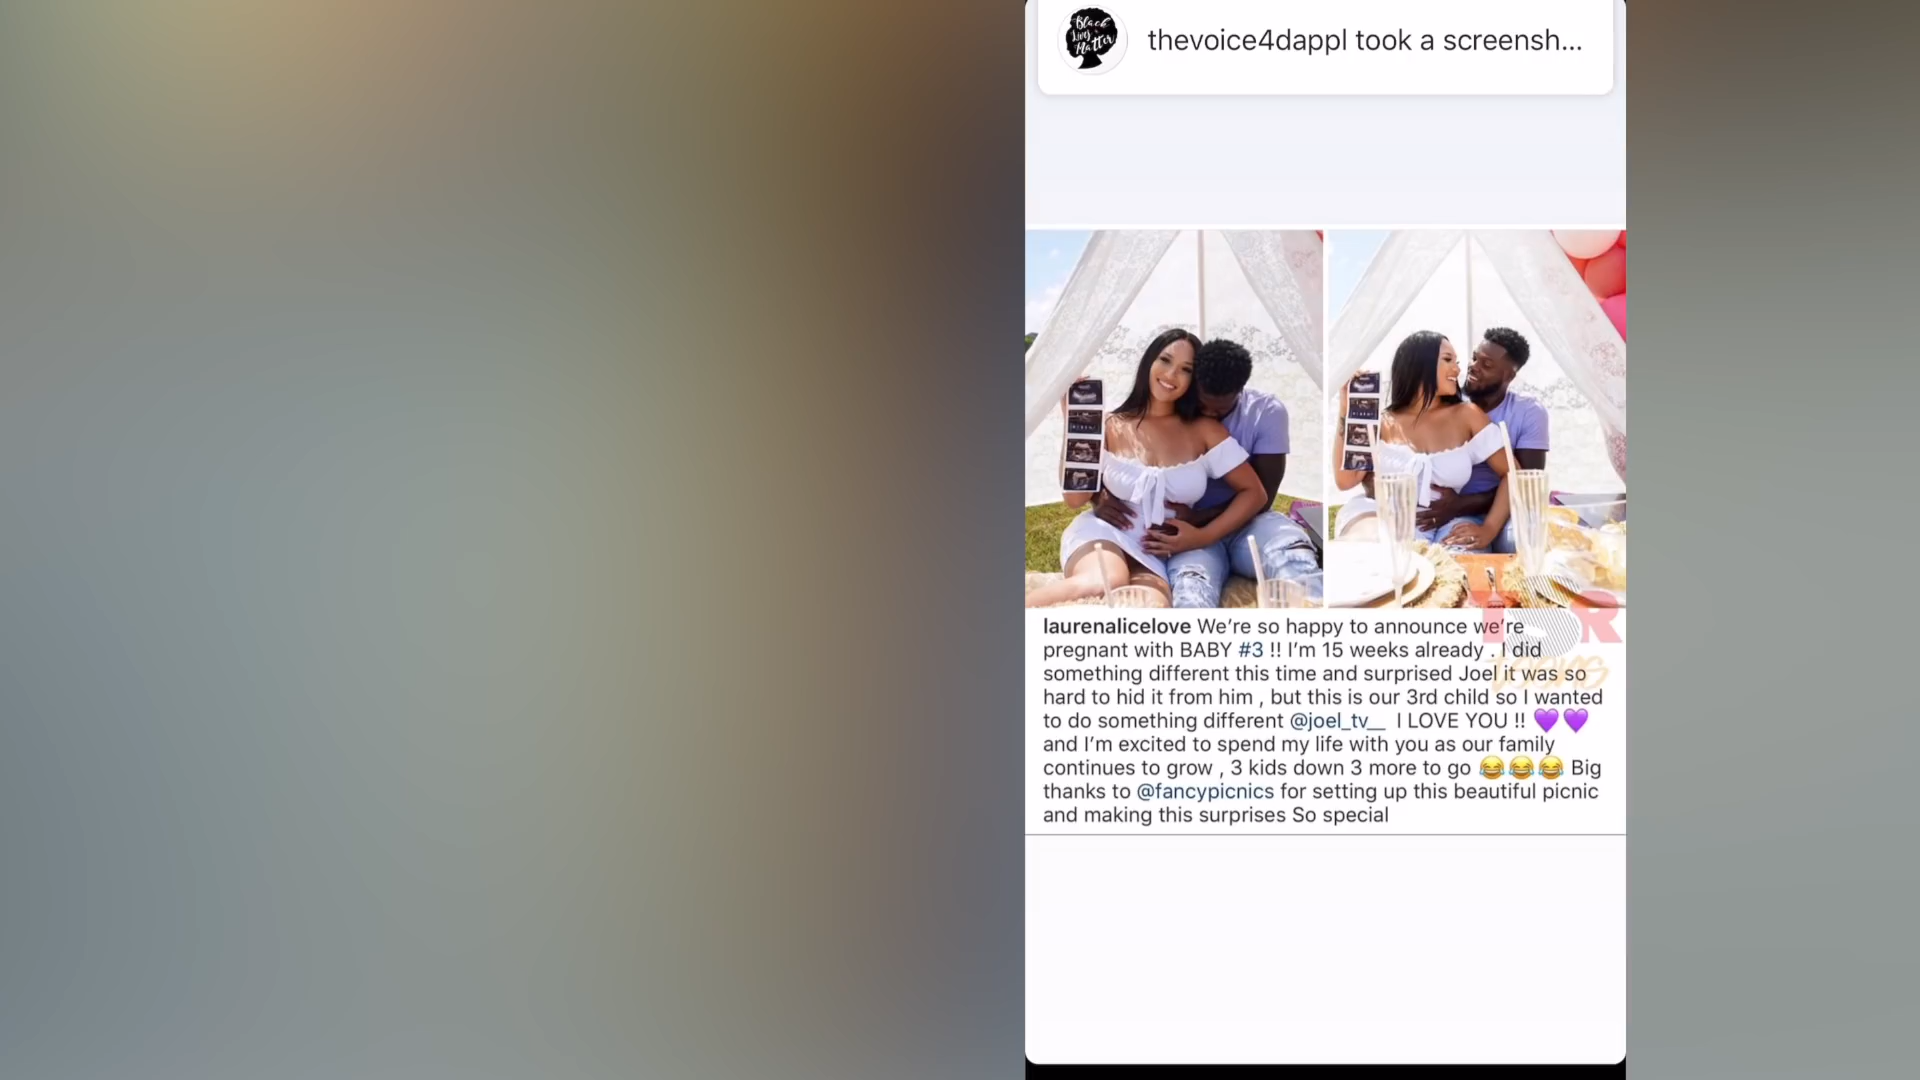 Black
Lives
Matter
thevoice4dappl took a screensh...
laurenalicelove We’re so happy to announce we’re
pregnant with BABY #3 !! I’m 15 weeks already . I did
something different this time and surprised Joel it was so
hard to hid it from him , but this is our 3rd child so I wanted
to do something different @joel_tv__ I LOVE YOU !! 💜💜
and I’m excited to spend my life with you as our family
continues to grow , 3 kids down 3 more to go 😂😂😂 Big
thanks to @fancypicnics for setting up this beautiful picnic
and making this surprises So special
TSR